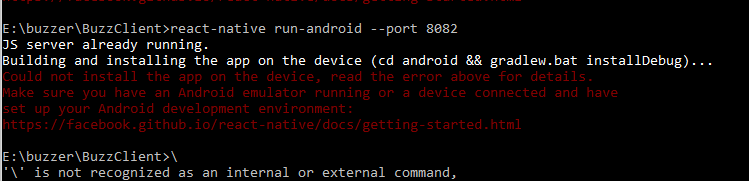 E:\buzzer\BuzzClient>react-native run-android --port 8082
JS server already running.
Building and installing the app on the device (cd android && gradlew.bat installDebug)...
Could not install the app on the device, read the error above for details.
Make sure you have an Android emulator running or a device connected and have
set up your Android development environment:
https://facebook.github.io/react-native/docs/getting-started.html
E:\buzzer\BuzzClient>\
'\' is not recognized as an internal or external command,